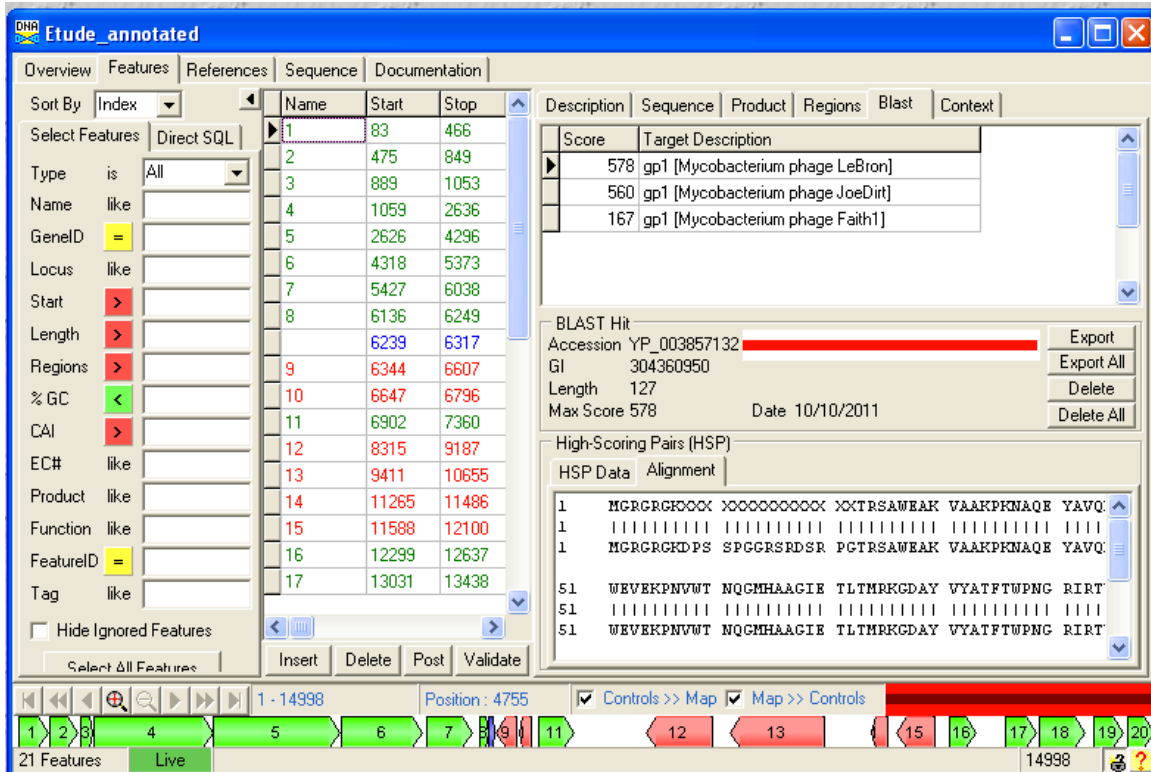 DNA Etude_annotated
Overview Features References Sequence Documentation
Sort By Index
Select Features Direct SQL
Type is All
Name like
GeneID =
Locus like
Start >
Length >
Regions >
% GC <
CAI >
EC# like
Product like
Function like
FeatureID =
Tag like
Hide Ignored Features
Select All Features
Name Start Stop
1 83 466
2 475 849
3 889 1053
4 1059 2636
5 2626 4296
6 4318 5373
7 5427 6038
8 6136 6249
6239 6317
9 6344 6607
10 6647 6796
11 6902 7360
12 8315 9187
13 9411 10655
14 11265 11486
15 11588 12100
16 12299 12637
17 13031 13438
Insert Delete Post Validate
Description Sequence Product Regions Blast Context
Score Target Description
578 gp1 [Mycobacterium phage LeBron]
560 gp1 [Mycobacterium phage JoeDirt]
167 gp1 [Mycobacterium phage Faith1]
BLAST Hit
Accession YP_003857132
GI 304360950
Length 127
Max Score 578 Date 10/10/2011
Export
Export All
Delete
Delete All
High-Scoring Pairs (HSP)
HSP Data Alignment
1 MGRGRGKXXX XXXXXXXXXX XXTRSAWEAK VAAKPKNAQE YAVQ
1 |||||||||| |||||||||| |||||||||| |||||||||| ||||
1 MGRGRGKDPS SPGGRSRDSR PGTRSAWEAK VAAKPKNAQE YAVQ
51 WEVEKPNVWT NQGMHAAGIE TLTMRKGDAY VYATFTWPNG RIRT
51 |||||||||| |||||||||| |||||||||| |||||||||| ||||
51 WEVEKPNVWT NQGMHAAGIE TLTMRKGDAY VYATFTWPNG RIRT
1 - 14998 Position : 4755 Controls >> Map Map >> Controls
1 2 3 4 5 6 7 8 9 11 12 13 15 16 17 18 19 20
21 Features Live 14998 ?